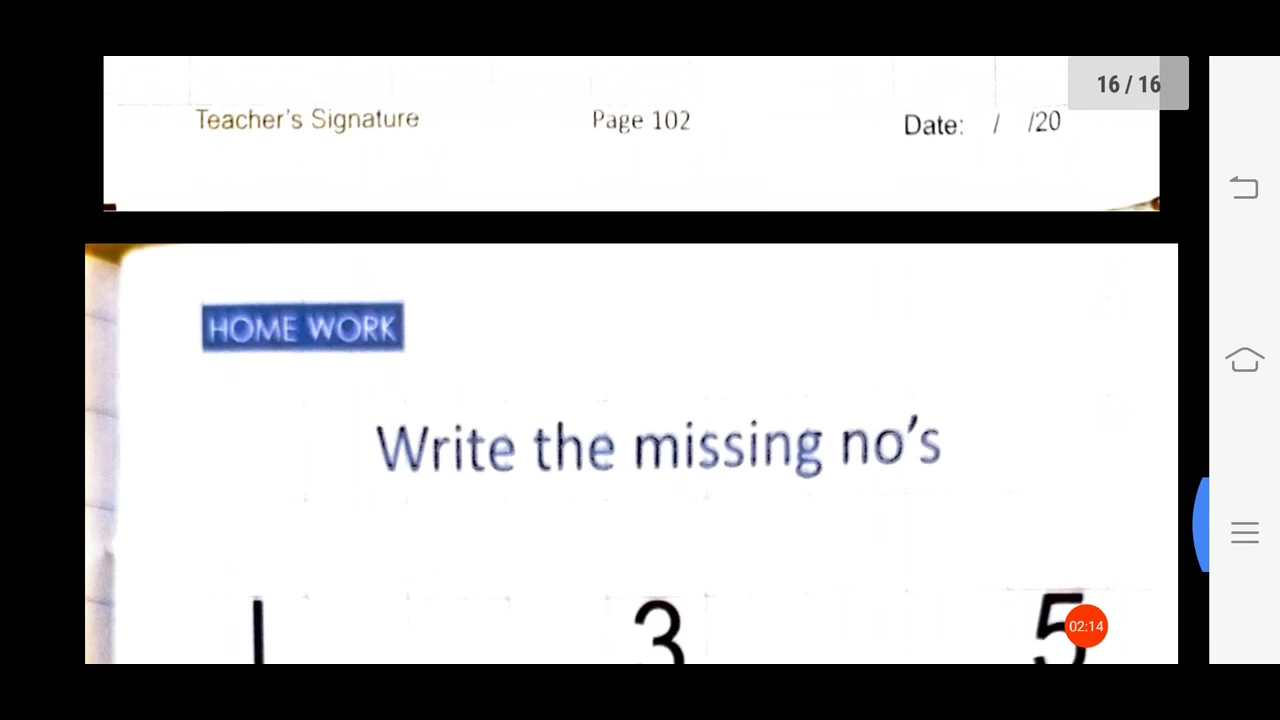 16 / 16
Teacher's Signature Page 102 Date: / /20
HOME WORK
Write the missing no's
1 3 5
02:14